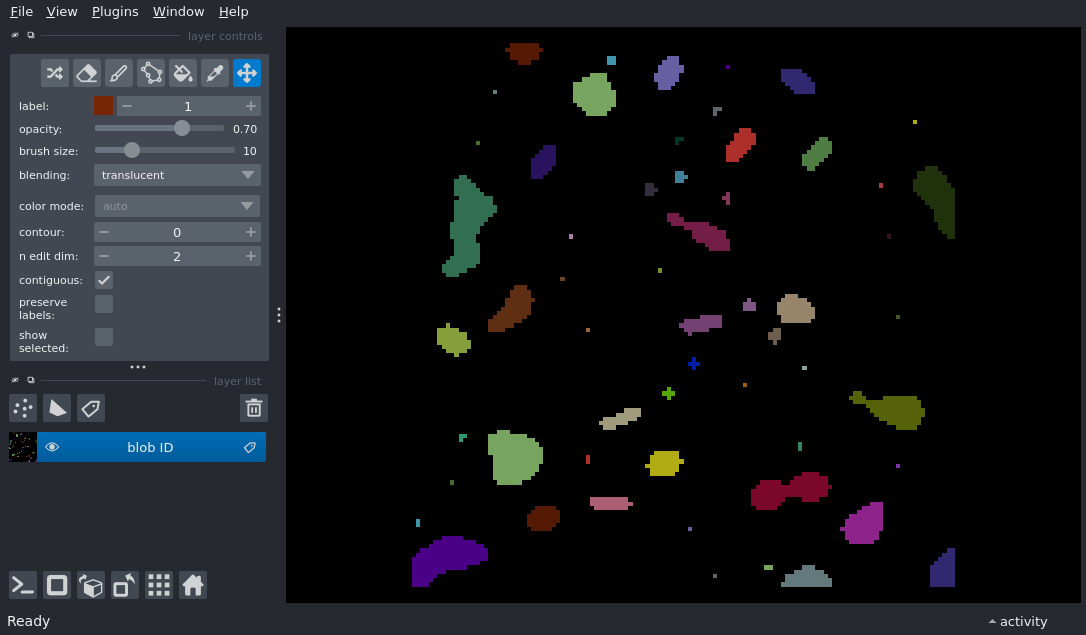 File View Plugins Window Help
layer controls
label: 1
opacity: 0.70
brush size: 10
blending: translucent
color mode: auto
contour: 0
n edit dim: 2
contiguous:
preserve
labels:
show
selected:
layer list
blob ID
Ready
activity